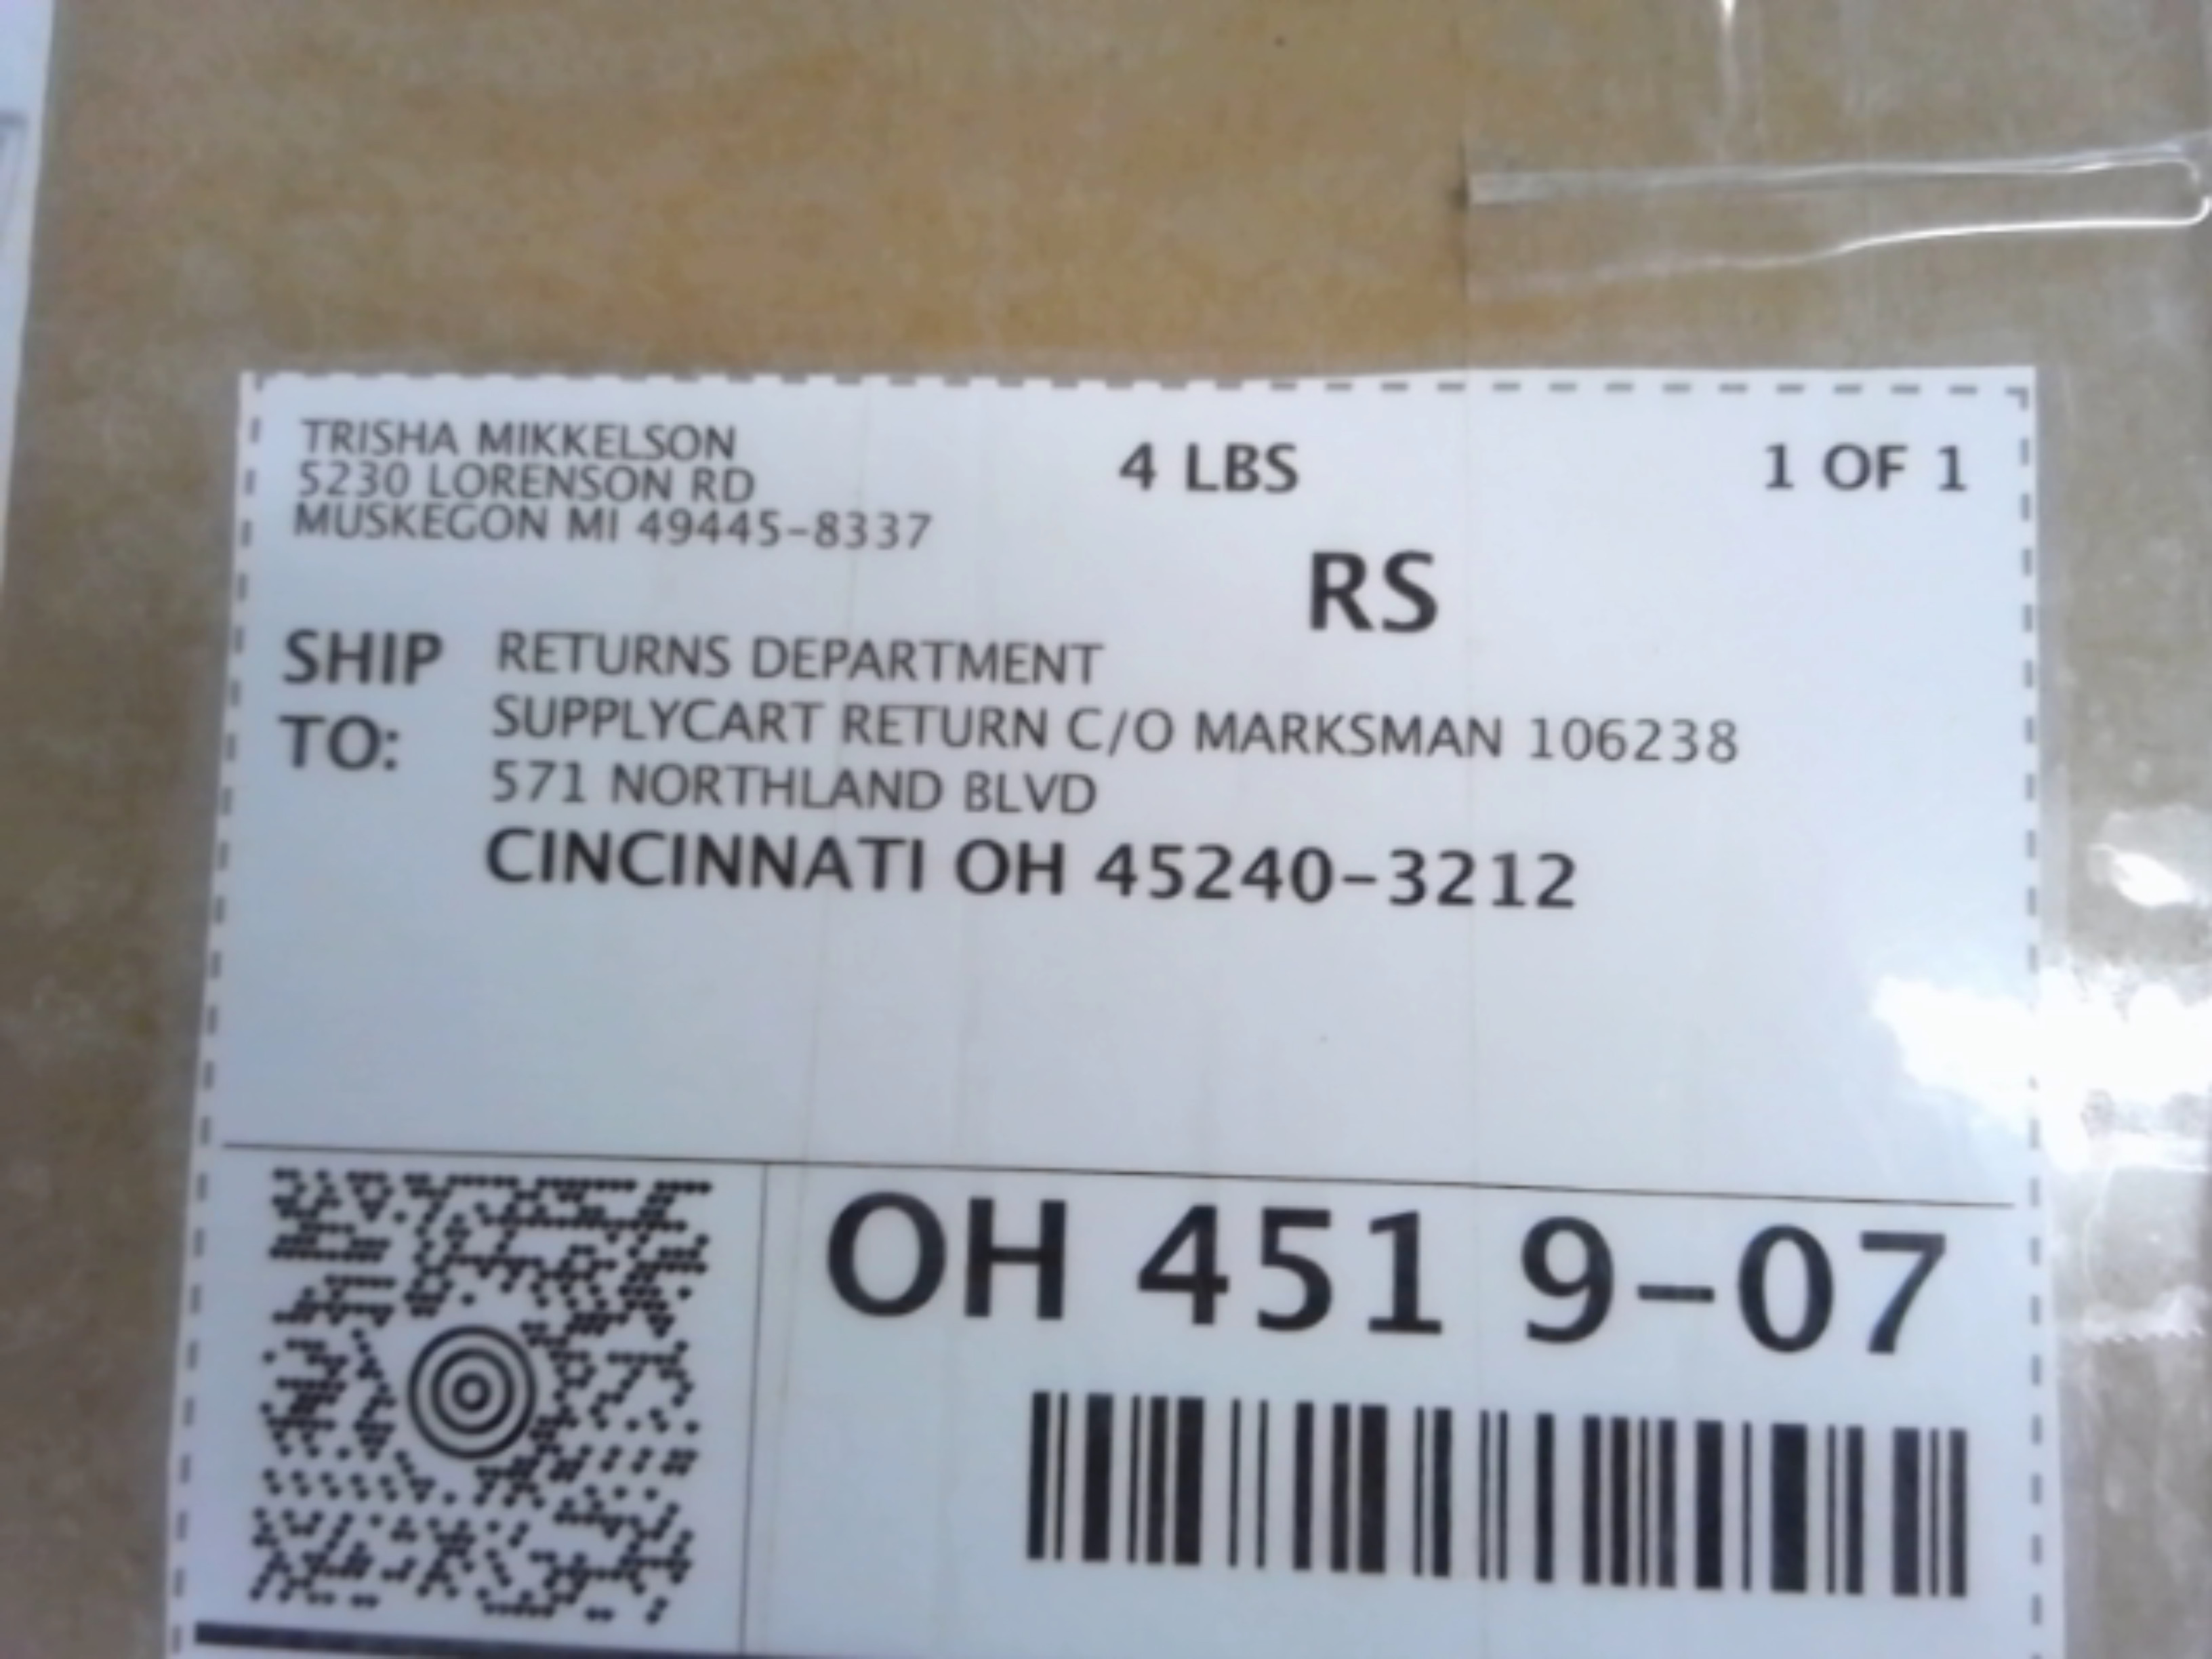 TRISHA MIKKELSON
5230 LORENSON RD
MUSKEGON MI 49445-8337
4 LBS
1 OF 1
RS
SHIP TO:
RETURNS DEPARTMENT
SUPPLYCART RETURN C/O MARKSMAN 106238
571 NORTHLAND BLVD
CINCINNATI OH 45240-3212
OH 451 9-07